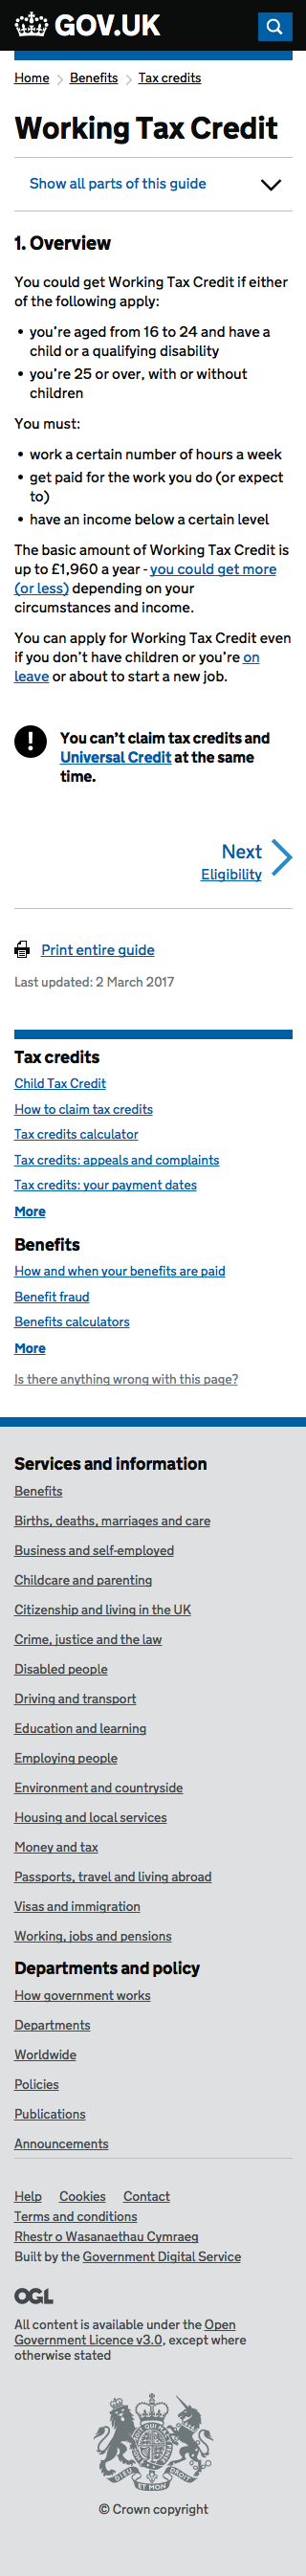 GOV.UK
Home > Benefits > Tax credits
Working Tax Credit
Show all parts of this guide
1. Overview
You could get Working Tax Credit if either
of the following apply:
• you’re aged from 16 to 24 and have a
child or a qualifying disability
• you’re 25 or over, with or without
children
You must:
• work a certain number of hours a week
• get paid for the work you do (or expect
to)
• have an income below a certain level
The basic amount of Working Tax Credit is
up to £1,960 a year - you could get more
(or less) depending on your
circumstances and income.
You can apply for Working Tax Credit even
if you don’t have children or you’re on
leave or about to start a new job.
! You can’t claim tax credits and
Universal Credit at the same
time.
Next
Eligibility
Print entire guide
Last updated: 2 March 2017
Tax credits
Child Tax Credit
How to claim tax credits
Tax credits calculator
Tax credits: appeals and complaints
Tax credits: your payment dates
More
Benefits
How and when your benefits are paid
Benefit fraud
Benefits calculators
More
Is there anything wrong with this page?
Services and information
Benefits
Births, deaths, marriages and care
Business and self-employed
Childcare and parenting
Citizenship and living in the UK
Crime, justice and the law
Disabled people
Driving and transport
Education and learning
Employing people
Environment and countryside
Housing and local services
Money and tax
Passports, travel and living abroad
Visas and immigration
Working, jobs and pensions
Departments and policy
How government works
Departments
Worldwide
Policies
Publications
Announcements
Help Cookies Contact
Terms and conditions
Rhestr o Wasanaethau Cymraeg
Built by the Government Digital Service
OGL
All content is available under the Open
Government Licence v3.0, except where
otherwise stated
DIEU ET MON DROIT
© Crown copyright